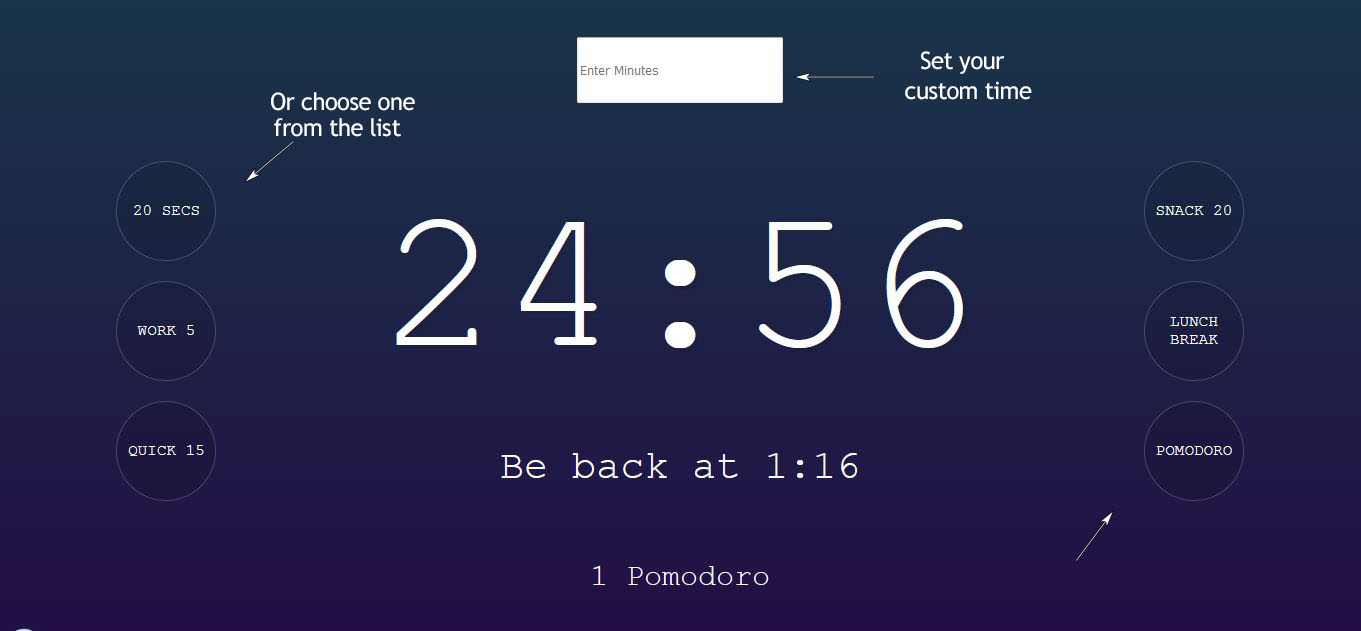 Enter Minutes
Set your
custom time
Or choose one
from the list
20 SECS
WORK 5
QUICK 15
24:56
SNACK 20
LUNCH
BREAK
POMODORO
Be back at 1:16
1 Pomodoro